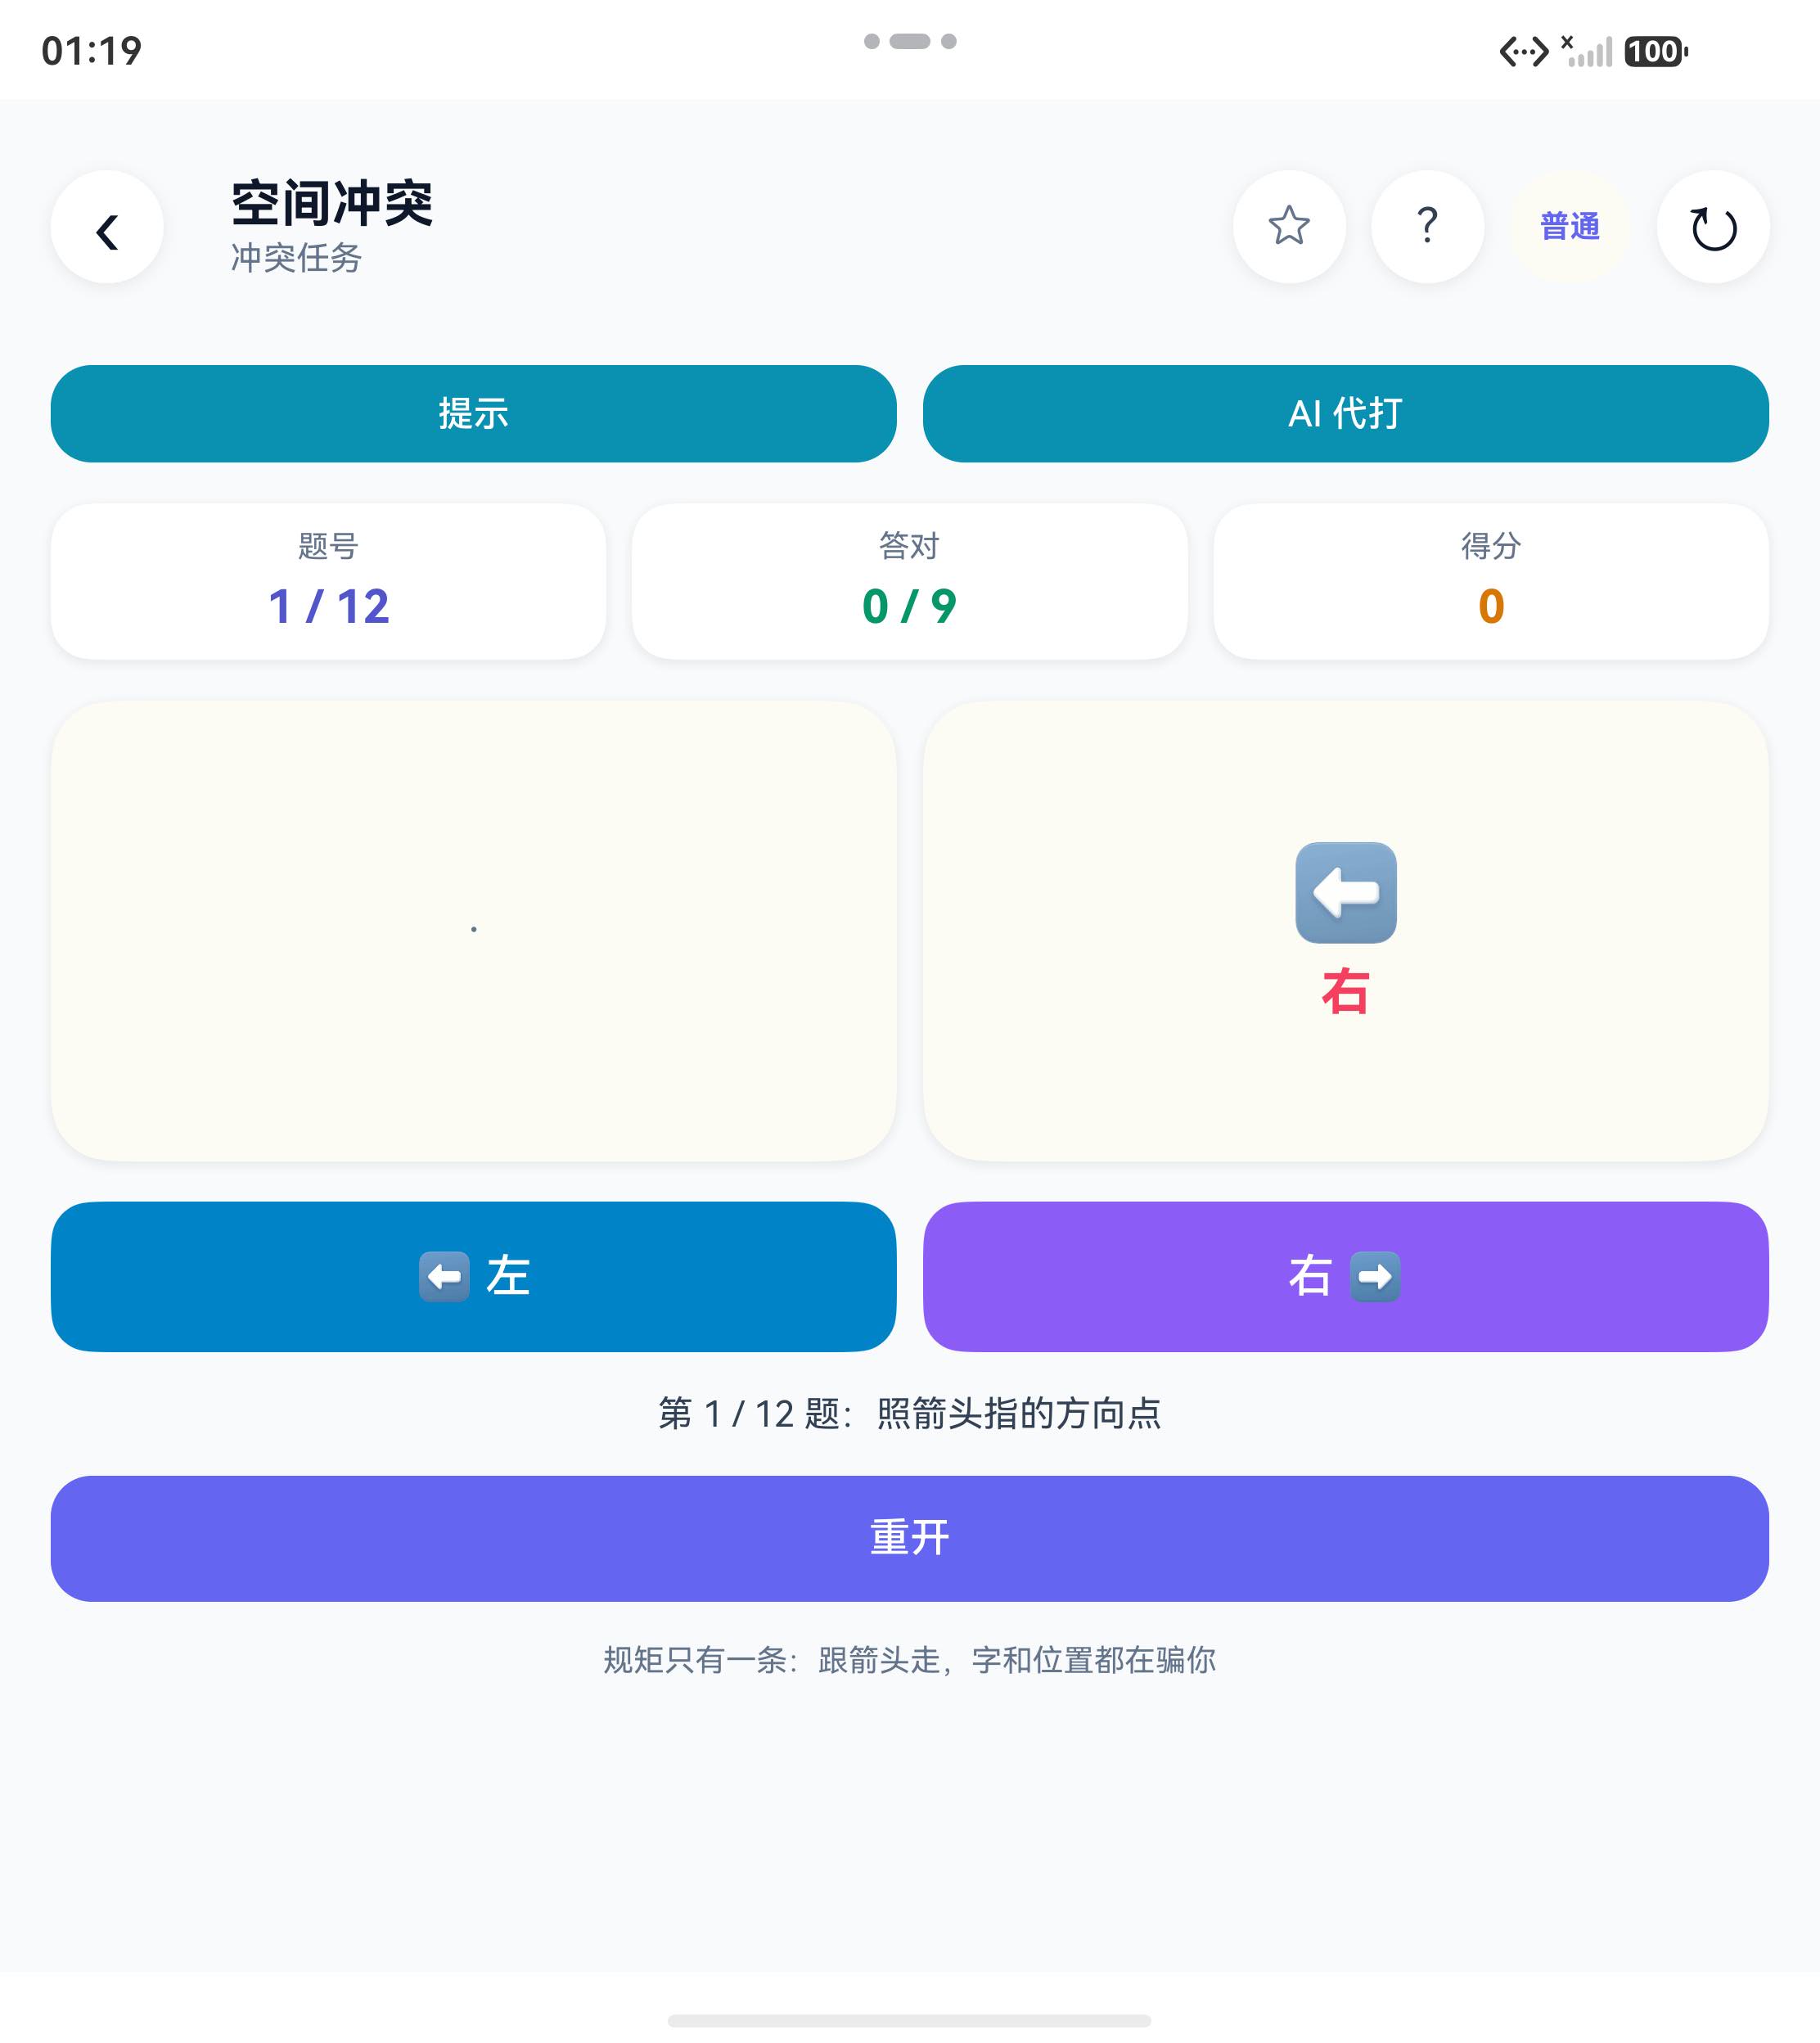 01:19
100
空间冲突
冲突任务
?
普通
提示
AI 代打
题号
1 / 12
答对
0 / 9
得分
0
右
左
右
第 1 / 12 题：照箭头指的方向点
重开
规矩只有一条：跟箭头走，字和位置都在骗你